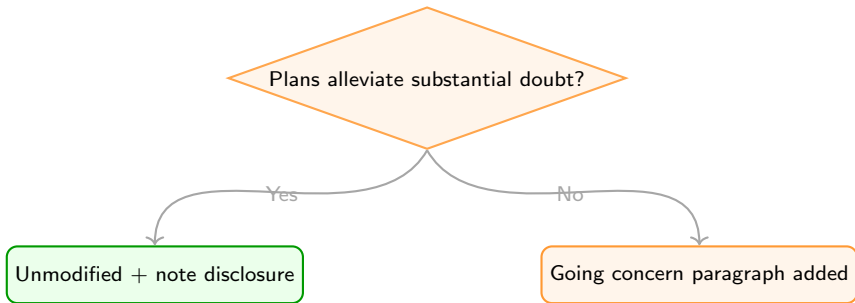 Plans alleviate substantial doubt?
Yes
No
Unmodified + note disclosure
Going concern paragraph added